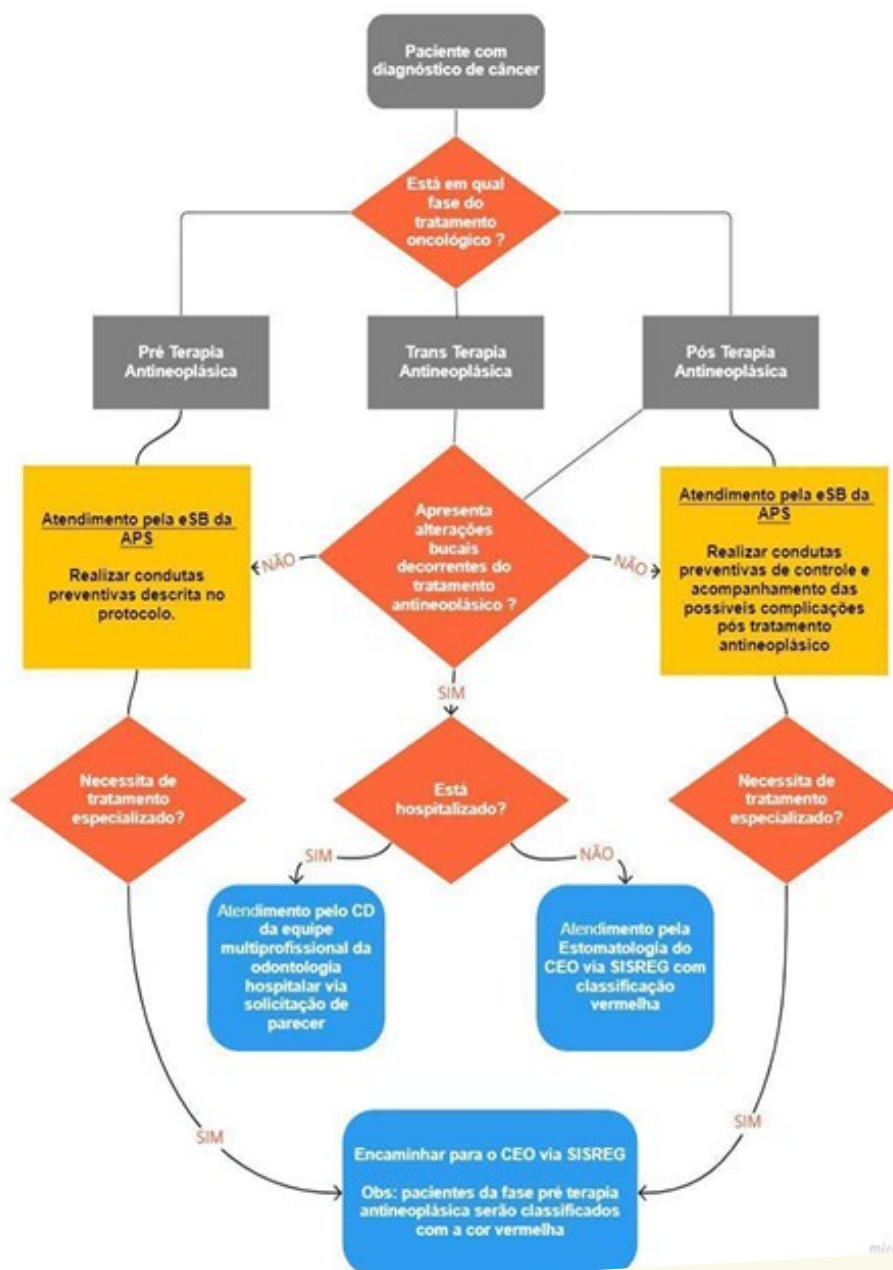 Paciente com
diagnóstico de câncer
Está em qual
fase do
tratamento
oncológico ?
Pré Terapia
Antineoplásica
Trans Terapia
Antineoplásica
Pós Terapia
Antineoplásica
Atendimento pela eSB da
APS
Realizar condutas
preventivas descrita no
protocolo.
NÃO
Apresenta
alterações
bucais
decorrentes do
tratamento
antineoplásico ?
NÃO
Atendimento pela eSB da
APS
Realizar condutas
preventivas de controle e
acompanhamento das
possiveis complicações
pós tratamento
antineoplásico
SIM
Necessita de
tratamento
especializado?
Está
hospitalizado?
Necessita de
tratamento
especializado?
SIM
NÃO
Atendimento pelo CD
da equipe
multiprofissional da
odontologia
hospitalar via
solicitação de
parecer
Atendimento pela
Estomatologia do
CEO via SISREG com
classificação
vermelha
SIM
SIM
Encaminhar para o CEO via SISREG
Obs: pacientes da fase pré terapia
antineoplásica serão classificados
com a cor vermelha